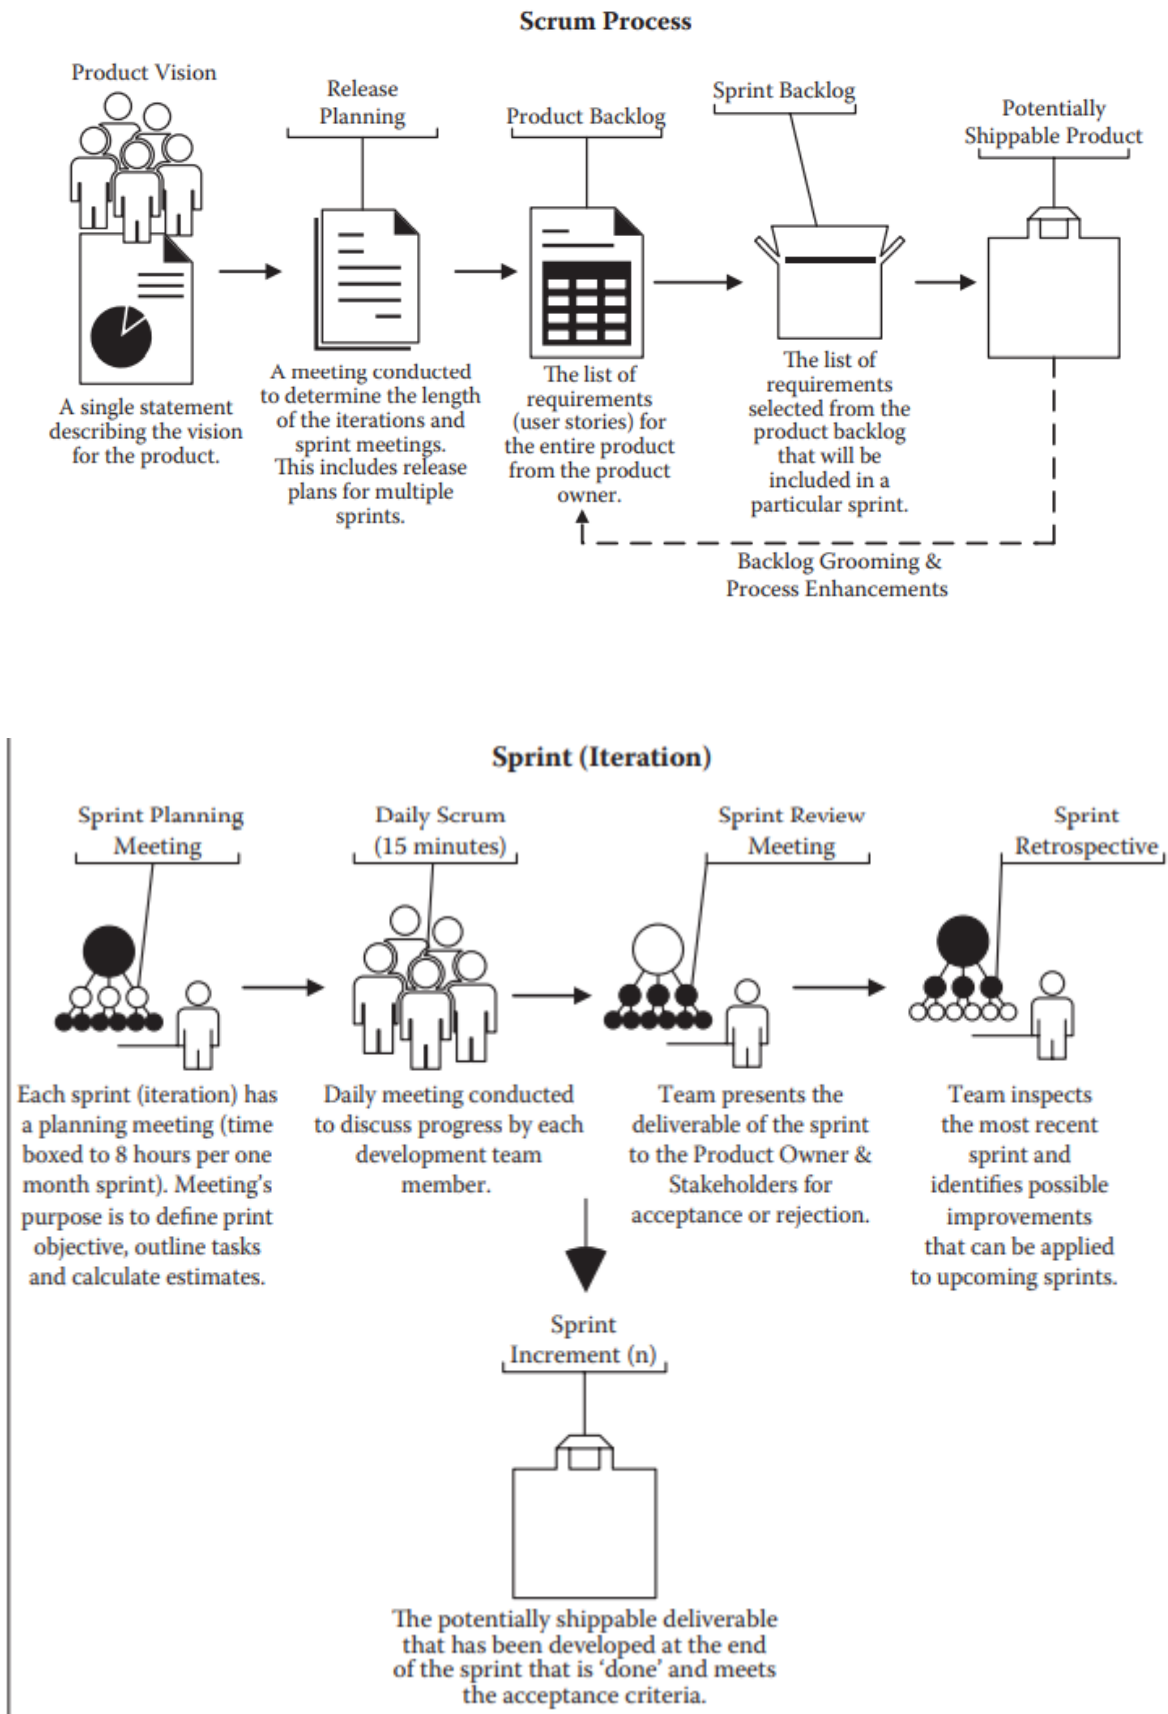 Scrum Process
Product Vision
A single statement
describing the vision
for the product.
Release
Planning
A meeting conducted
to determine the length
of the iterations and
sprint meetings.
This includes release
plans for multiple
sprints.
Product Backlog
The list of
requirements
(user stories) for
the entire product
from the product
owner.
Sprint Backlog
The list of
requirements
selected from the
product backlog
that will be
included in a
particular sprint.
Potentially
Shippable Product
Backlog Grooming &
Process Enhancements
Sprint (Iteration)
Sprint Planning
Meeting
Each sprint (iteration) has
a planning meeting (time
boxed to 8 hours per one
month sprint). Meeting's
purpose is to define print
objective, outline tasks
and calculate estimates.
Daily Scrum
(15 minutes)
Daily meeting conducted
to discuss progress by each
development team
member.
Sprint Review
Meeting
Team presents the
deliverable of the sprint
to the Product Owner &
Stakeholders for
acceptance or rejection.
Sprint
Retrospective
Team inspects
the most recent
sprint and
identifies possible
improvements
that can be applied
to upcoming sprints.
Sprint
Increment (n)
The potentially shippable deliverable
that has been developed at the end
of the sprint that is 'done' and meets
the acceptance criteria.